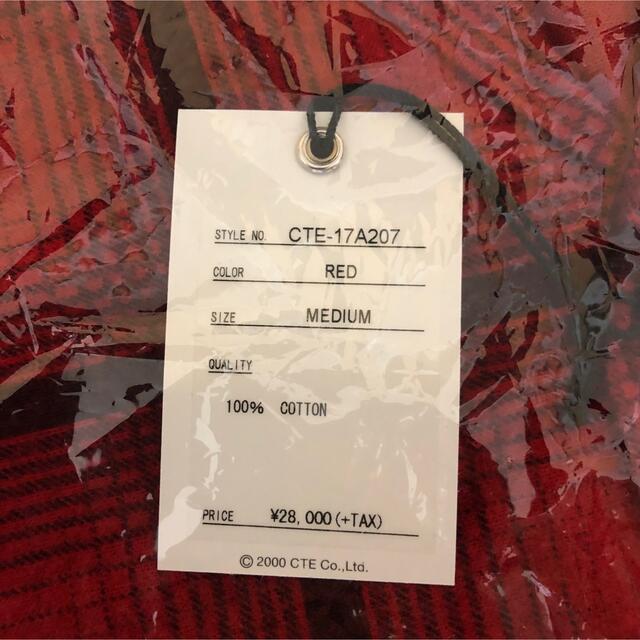 STYLE NO. CTE-17A207
COLOR RED
SIZE MEDIUM
QUALITY
100% COTTON
PRICE ¥28,000(+TAX)
© 2000 CTE Co.,Ltd.